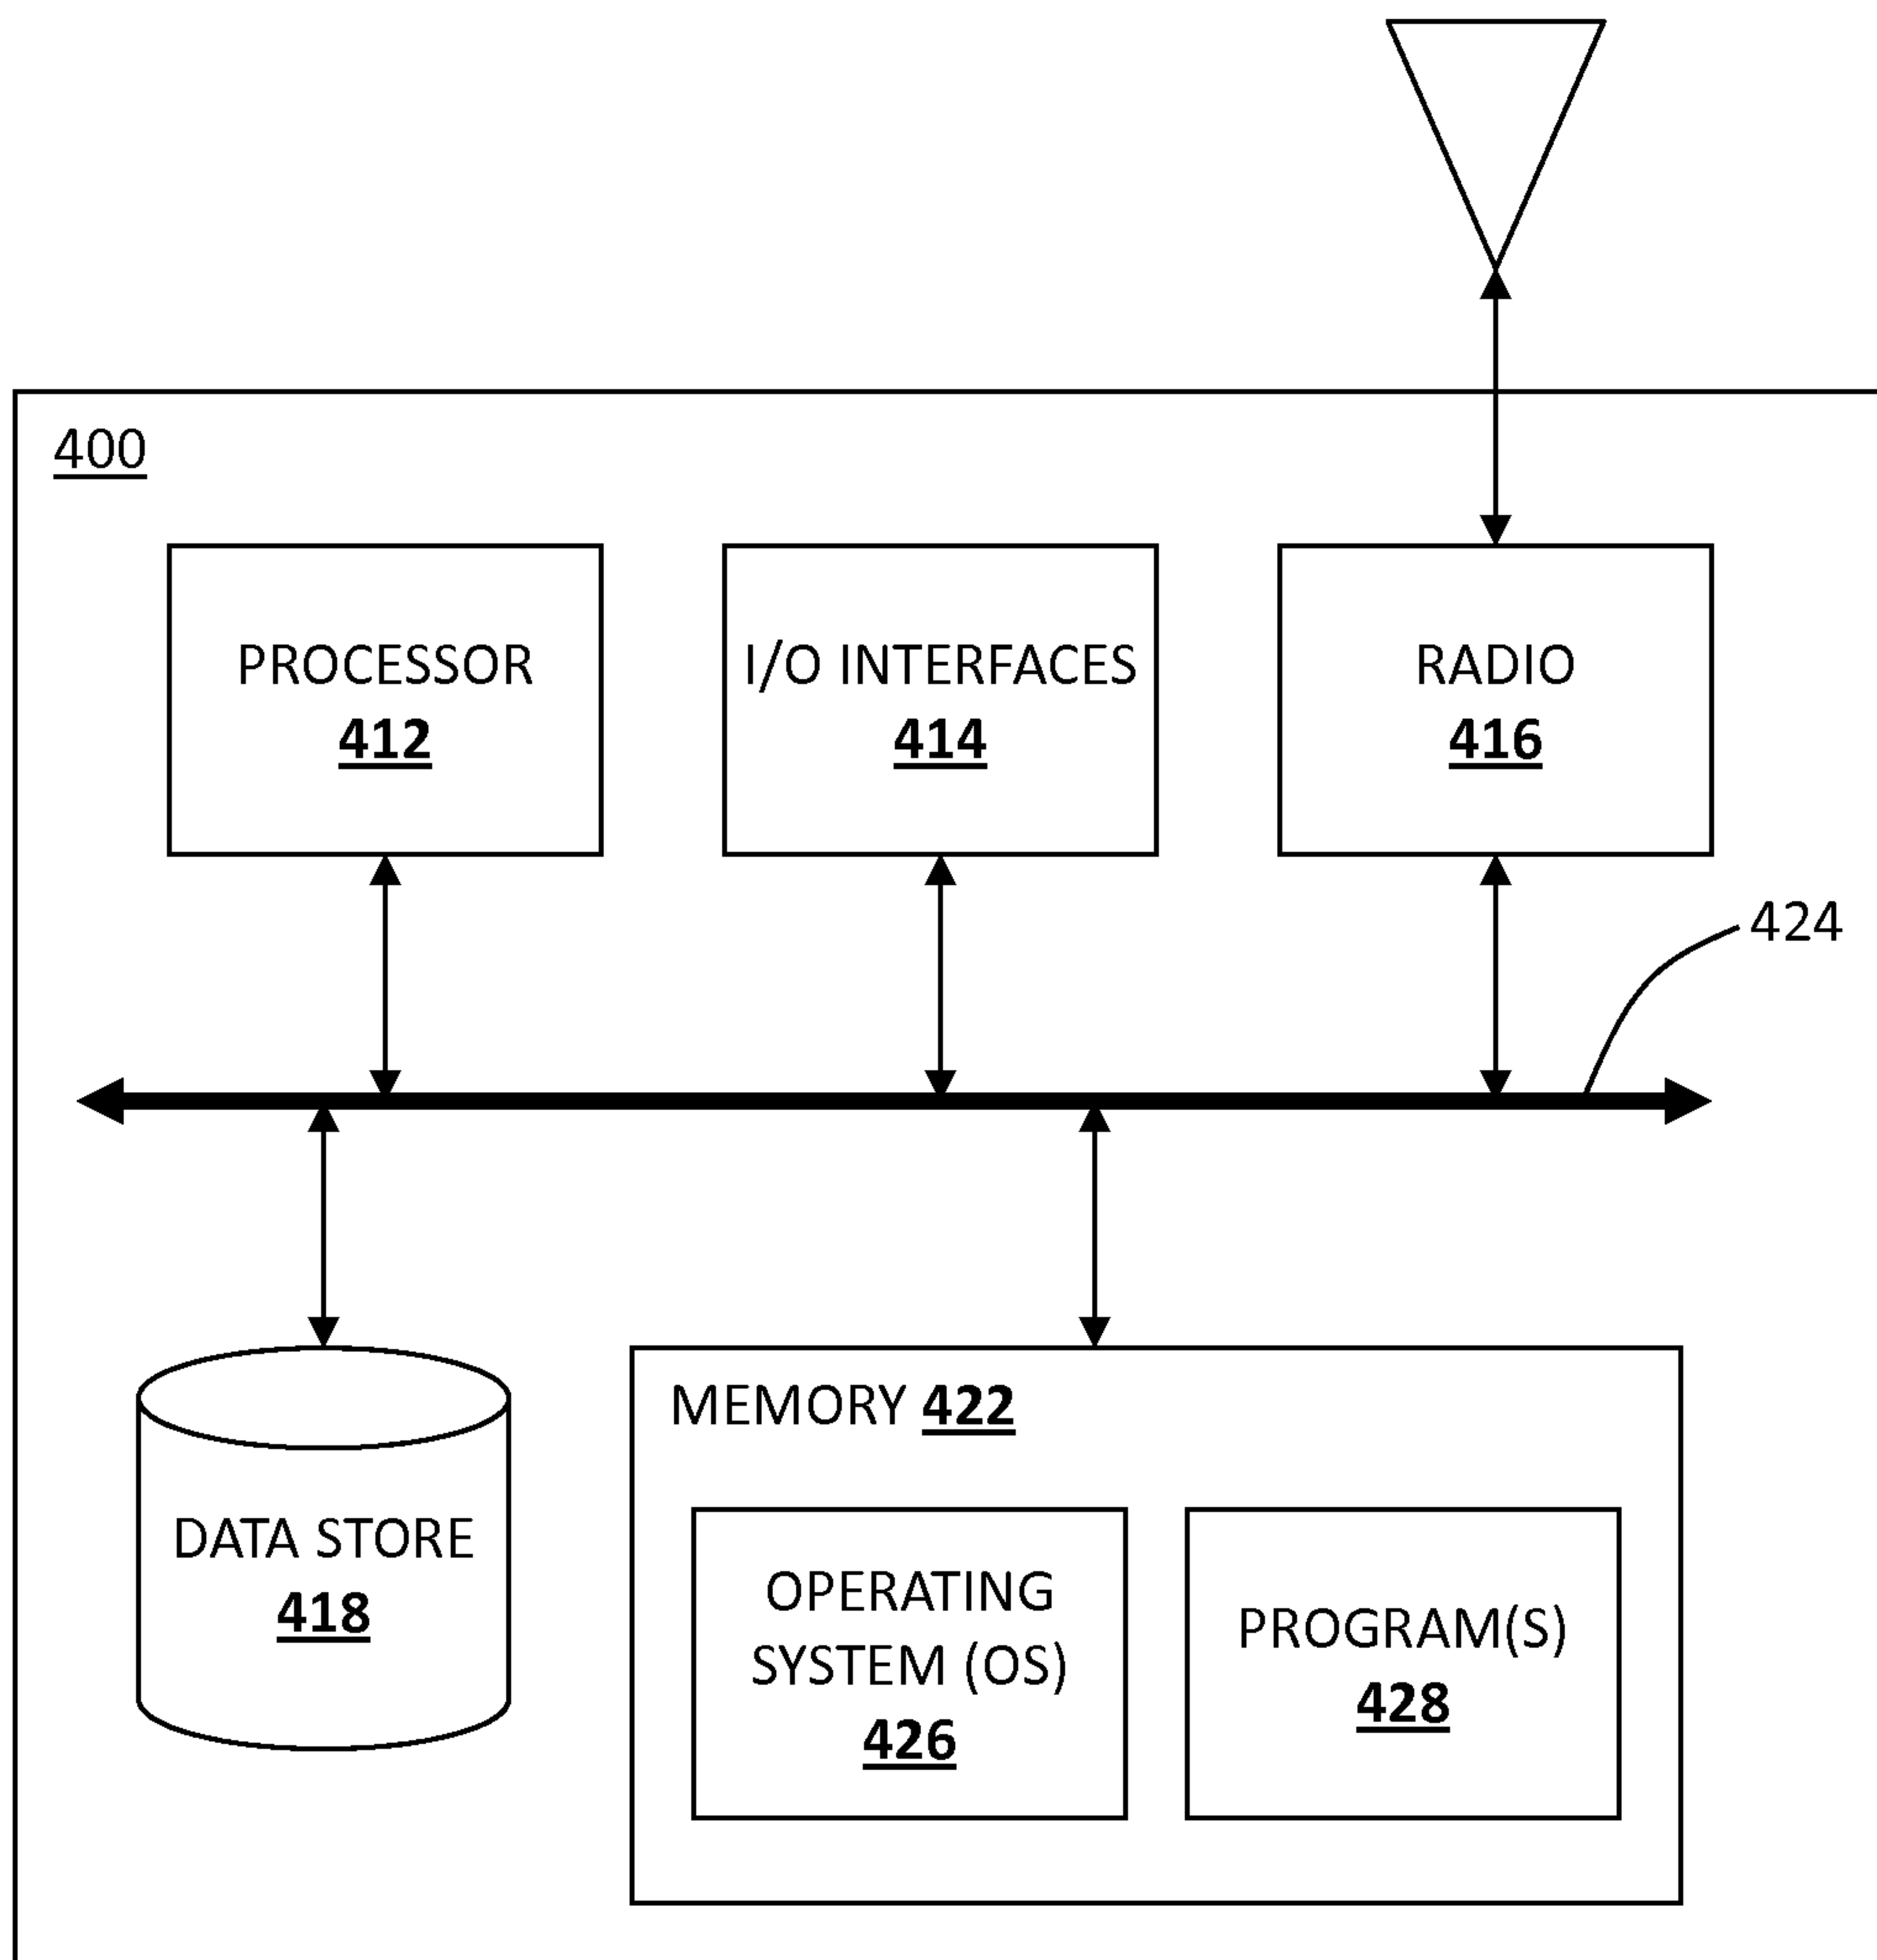 400
PROCESSOR
412
I/O INTERFACES
414
RADIO
416
424
DATA STORE
418
MEMORY 422
OPERATING
SYSTEM (OS)
426
PROGRAM(S)
428